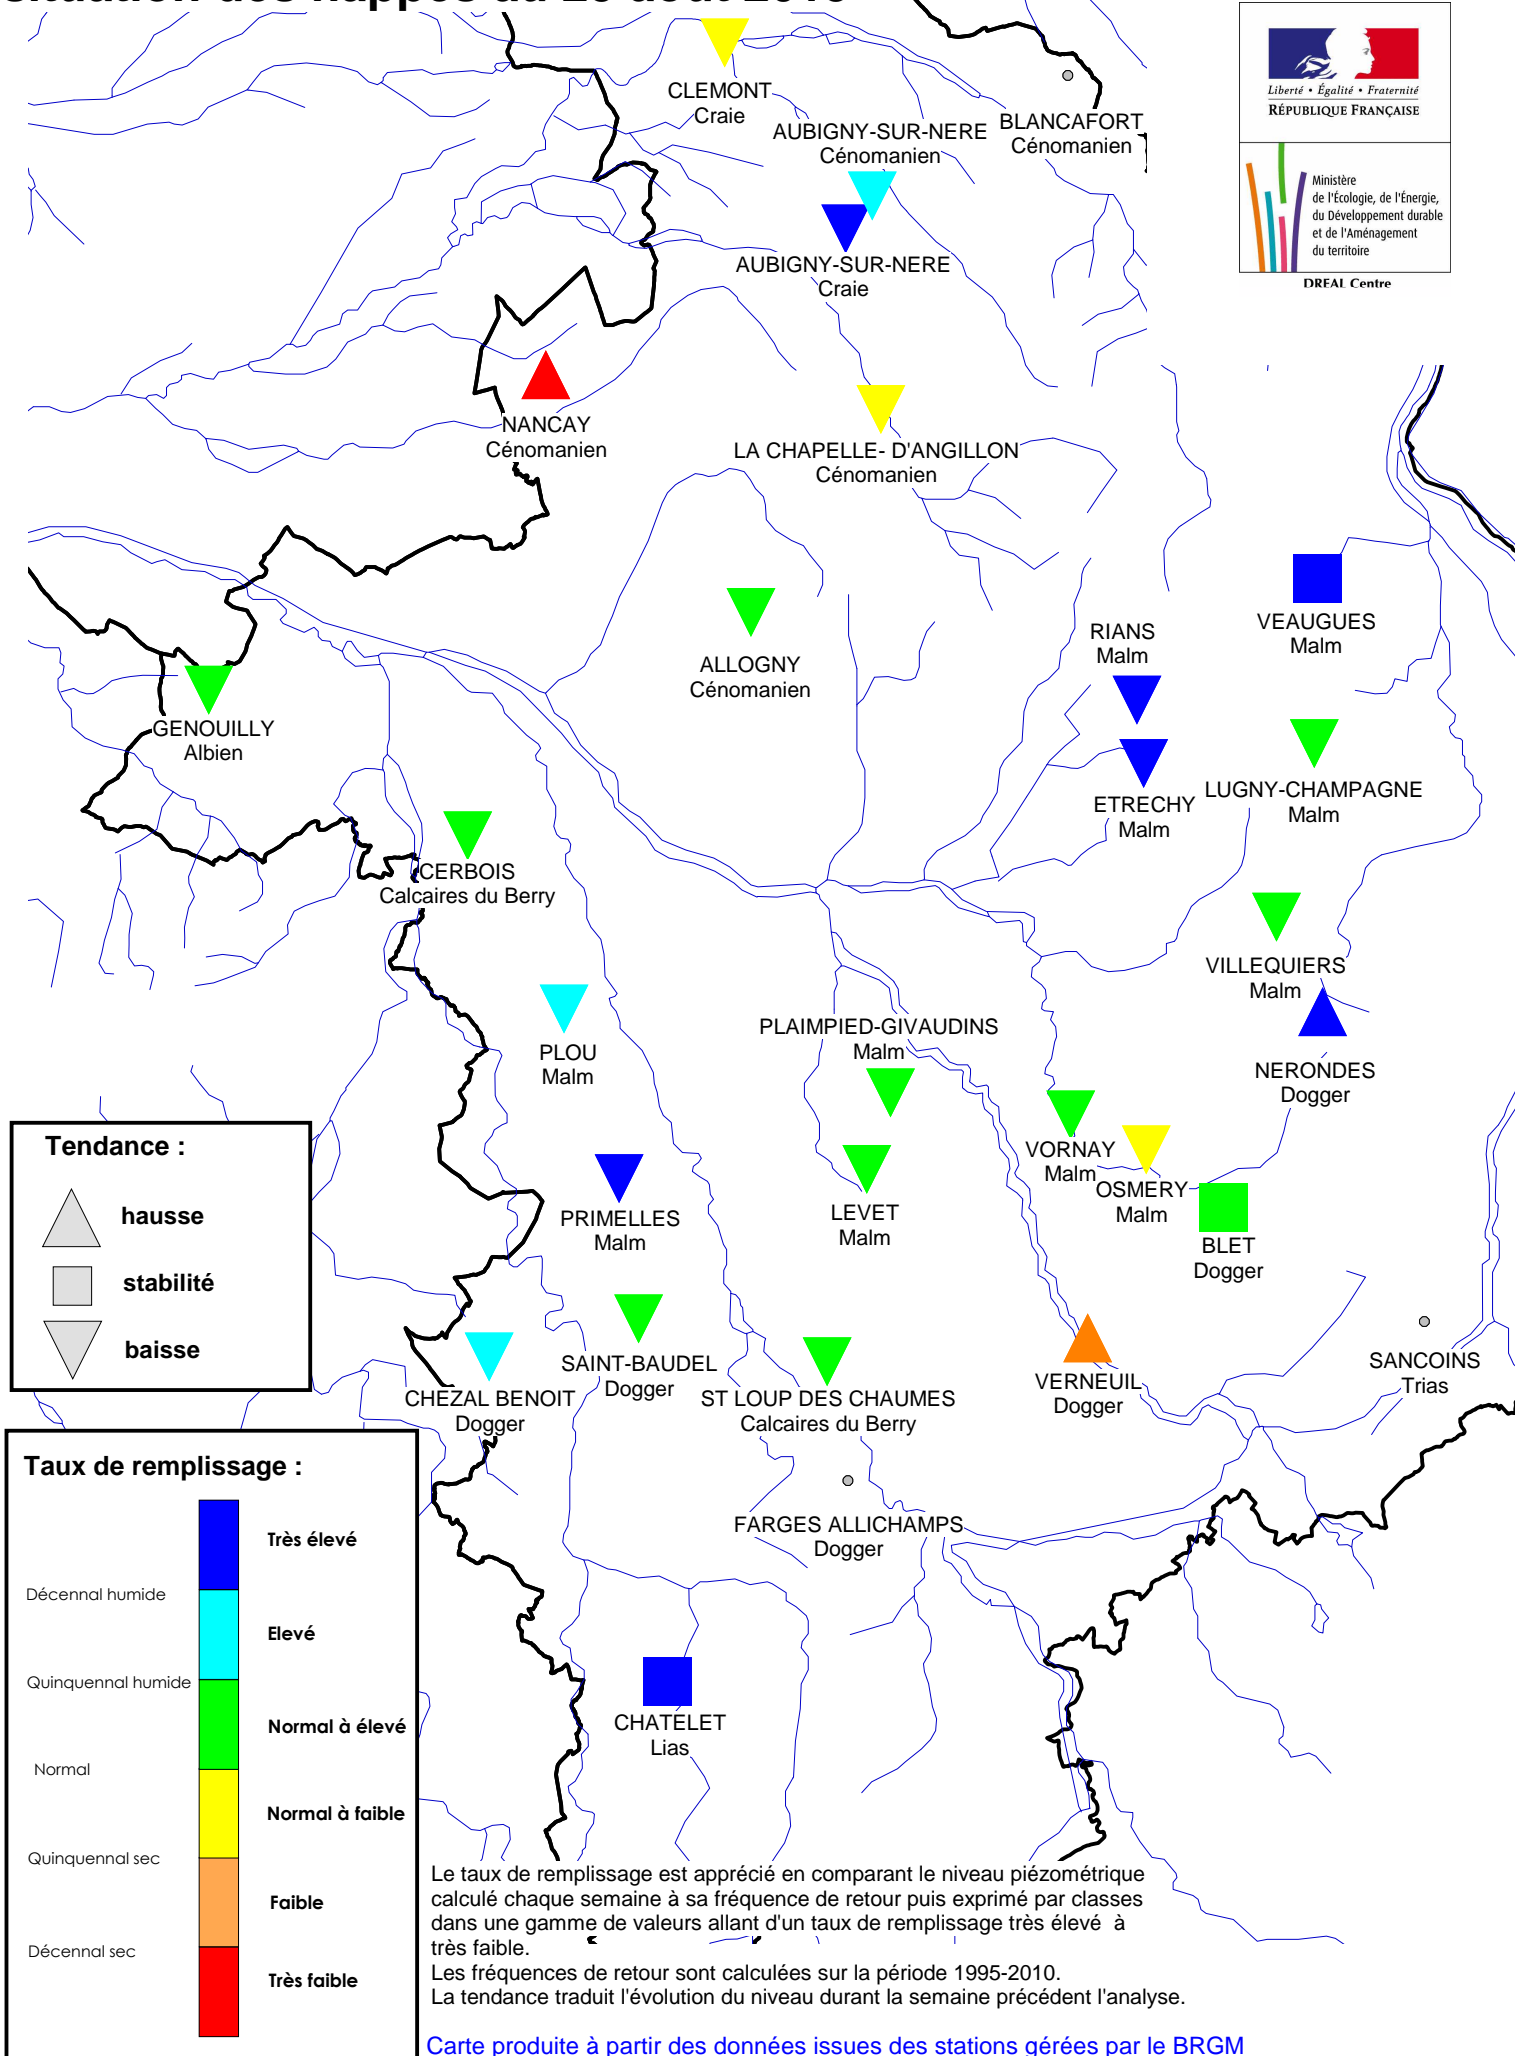 CLEMONT
Craie
AUBIGNY-SUR-NERE
Cénomanien
BLANCAFORT
Cénomanien
AUBIGNY-SUR-NERE
Craie
Liberté • Égalité • Fraternité
RÉPUBLIQUE FRANÇAISE
Ministère
de l'Écologie, de l'Énergie,
du Développement durable
et de l'Aménagement
du territoire
DREAL Centre
NANCAY
Cénomanien
LA CHAPELLE- D'ANGILLON
Cénomanien
VEAUGUES
Malm
RIANS
Malm
ALLOGNY
Cénomanien
GENOUILLY
Albien
ETRECHY
Malm
LUGNY-CHAMPAGNE
Malm
CERBOIS
Calcaires du Berry
VILLEQUIERS
Malm
PLOU
Malm
PLAIMPIED-GIVAUDINS
Malm
NERONDES
Dogger
VORNAY
Malm
OSMERY
Malm
PRIMELLES
Malm
LEVET
Malm
BLET
Dogger
Tendance :
hausse
stabilité
baisse
SAINT-BAUDEL
Dogger
CHEZAL BENOIT
Dogger
ST LOUP DES CHAUMES
Calcaires du Berry
VERNEUIL
Dogger
SANCOINS
Trias
FARGES ALLICHAMPS
Dogger
CHATELET
Lias
Taux de remplissage :
Très élevé
Décennal humide
Elevé
Quinquennal humide
Normal à élevé
Normal
Normal à faible
Quinquennal sec
Faible
Décennal sec
Très faible
Le taux de remplissage est apprécié en comparant le niveau piézométrique
calculé chaque semaine à sa fréquence de retour puis exprimé par classes
dans une gamme de valeurs allant d'un taux de remplissage très élevé à
très faible.
Les fréquences de retour sont calculées sur la période 1995-2010.
La tendance traduit l'évolution du niveau durant la semaine précédent l'analyse.
Carte produite à partir des données issues des stations gérées par le BRGM